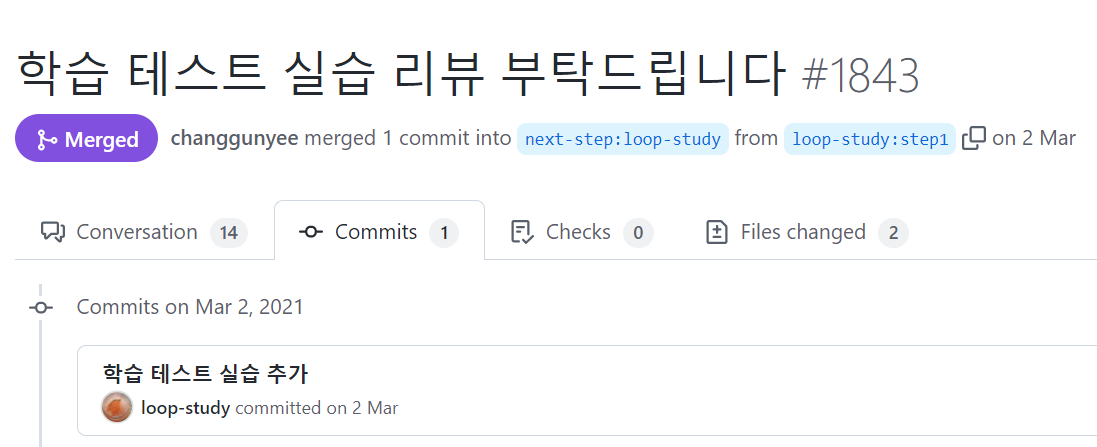 학습 테스트 실습 리뷰 부탁드립니다 #1843
Merged changgunyee merged 1 commit into next-step:loop-study from loop-study:step1 on 2 Mar
Conversation 14 Commits 1 Checks 0 Files changed 2
Commits on Mar 2, 2021
학습 테스트 실습 추가
loop-study committed on 2 Mar